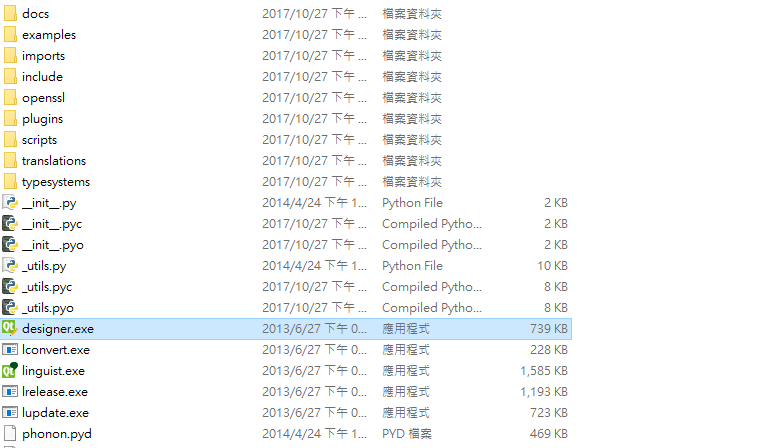 docs 2017/10/27 下午 ... 檔案資料夾
examples 2017/10/27 下午 ... 檔案資料夾
imports 2017/10/27 下午 ... 檔案資料夾
include 2017/10/27 下午 ... 檔案資料夾
openssl 2017/10/27 下午 ... 檔案資料夾
plugins 2017/10/27 下午 ... 檔案資料夾
scripts 2017/10/27 下午 ... 檔案資料夾
translations 2017/10/27 下午 ... 檔案資料夾
typesystems 2017/10/27 下午 ... 檔案資料夾
__init__.py 2014/4/24 下午 1... Python File 2 KB
__init__.pyc 2017/10/27 下午 ... Compiled Pytho... 2 KB
__init__.pyo 2017/10/27 下午 ... Compiled Pytho... 2 KB
_utils.py 2014/4/24 下午 1... Python File 10 KB
_utils.pyc 2017/10/27 下午 ... Compiled Pytho... 8 KB
_utils.pyo 2017/10/27 下午 ... Compiled Pytho... 8 KB
designer.exe 2013/6/27 下午 0... 應用程式 739 KB
lconvert.exe 2013/6/27 下午 0... 應用程式 228 KB
linguist.exe 2013/6/27 下午 0... 應用程式 1,585 KB
lrelease.exe 2013/6/27 下午 0... 應用程式 1,193 KB
lupdate.exe 2013/6/27 下午 0... 應用程式 723 KB
phonon.pyd 2014/4/24 下午 1... PYD 檔案 469 KB